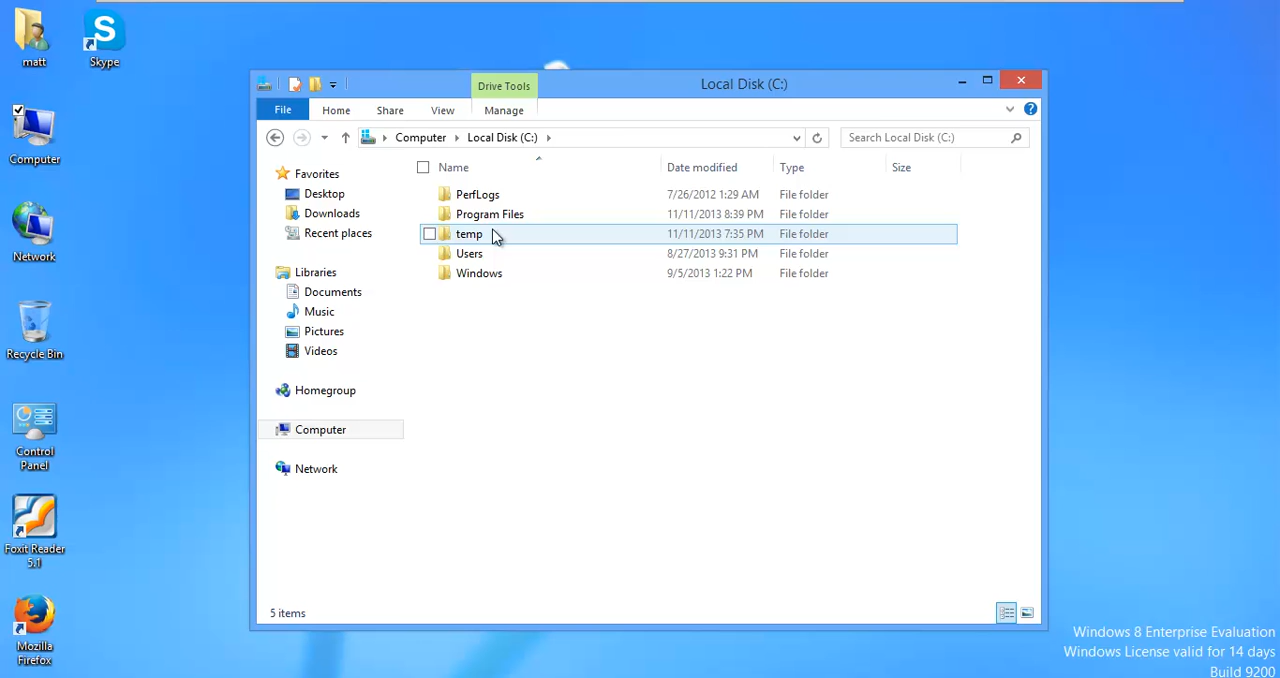 matt
Skype
Computer
Network
Recycle Bin
Control
Panel
Foxit Reader
5.1
Mozilla
Firefox
Drive Tools
Local Disk (C:)
File
Home
Share
View
Manage
Computer
Local Disk (C:)
Search Local Disk (C:)
Favorites
Desktop
Downloads
Recent places
Libraries
Documents
Music
Pictures
Videos
Homegroup
Computer
Network
Name Date modified Type Size
PerfLogs 7/26/2012 1:29 AM File folder
Program Files 11/11/2013 8:39 PM File folder
temp 11/11/2013 7:35 PM File folder
Users 8/27/2013 9:31 PM File folder
Windows 9/5/2013 1:22 PM File folder
5 items
Windows 8 Enterprise Evaluation
Windows License valid for 14 days
Build 9200